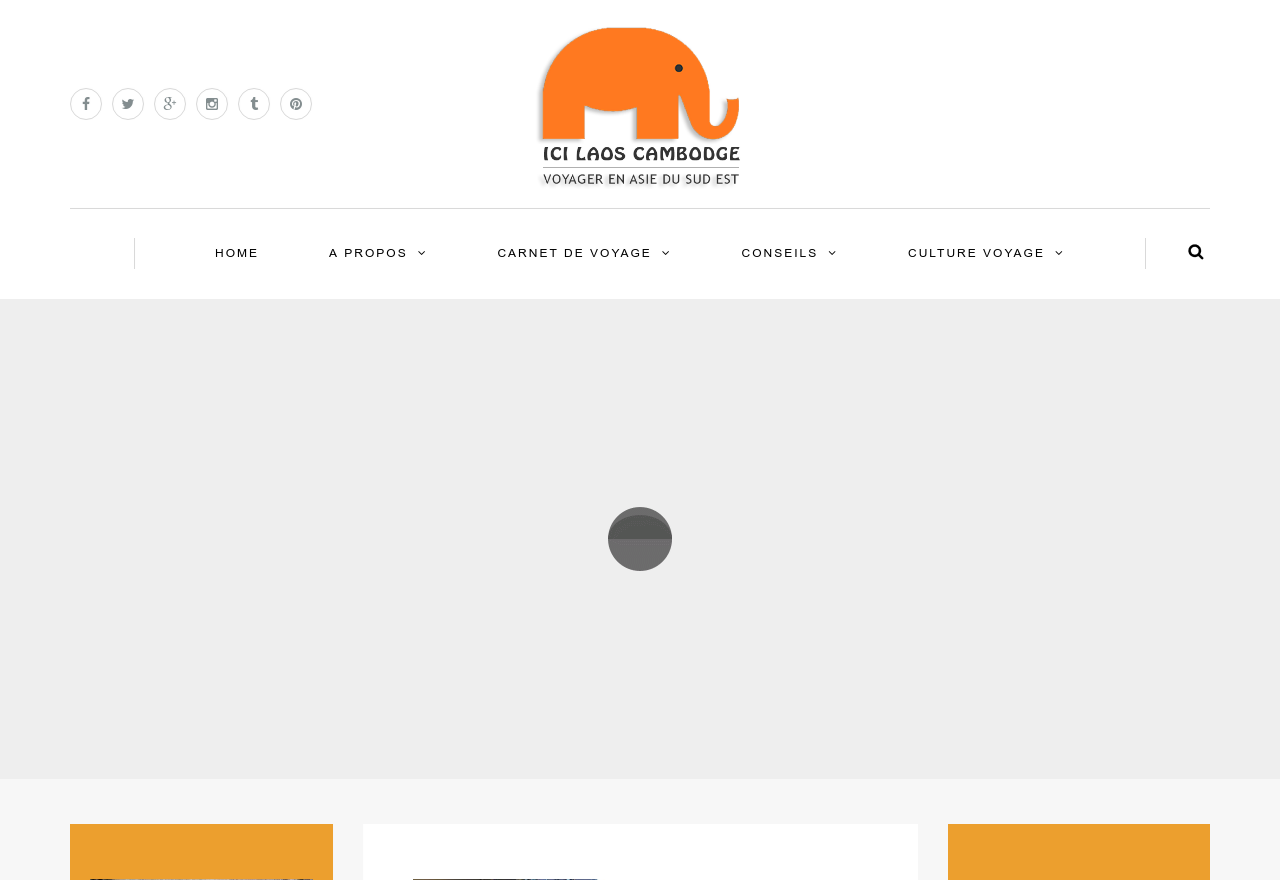 ICI LAOS CAMBODGE
VOYAGER EN ASIE DU SUD EST
HOME
A PROPOS
CARNET DE VOYAGE
CONSEILS
CULTURE VOYAGE